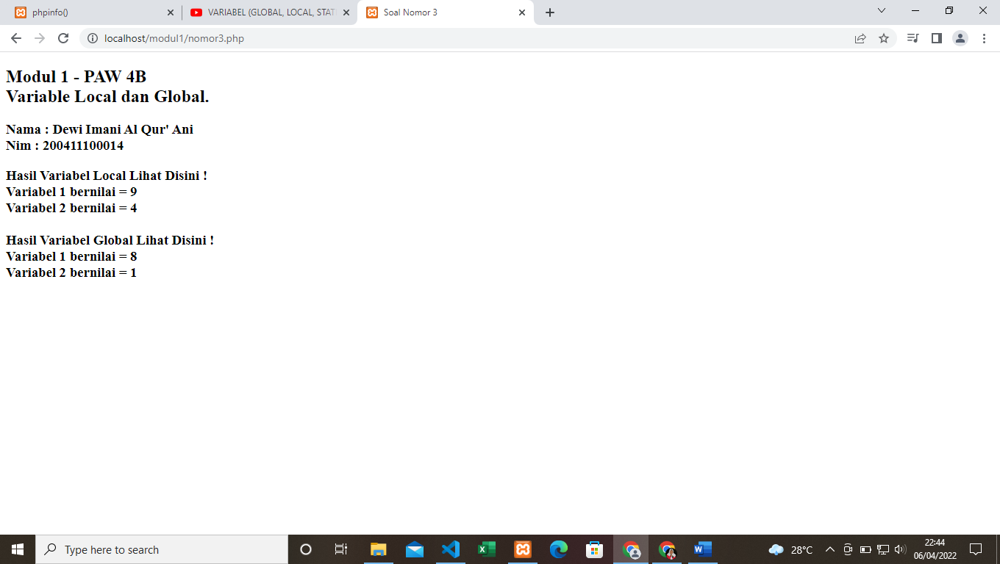 phpinfo()
VARIABEL (GLOBAL, LOCAL, STATI
Soal Nomor 3
localhost/modul1/nomor3.php
Modul 1 - PAW 4B
Variable Local dan Global.
Nama : Dewi Imani Al Qur' Ani
Nim : 200411100014
Hasil Variabel Local Lihat Disini !
Variabel 1 bernilai = 9
Variabel 2 bernilai = 4
Hasil Variabel Global Lihat Disini !
Variabel 1 bernilai = 8
Variabel 2 bernilai = 1
Type here to search
28°C
22:44
06/04/2022